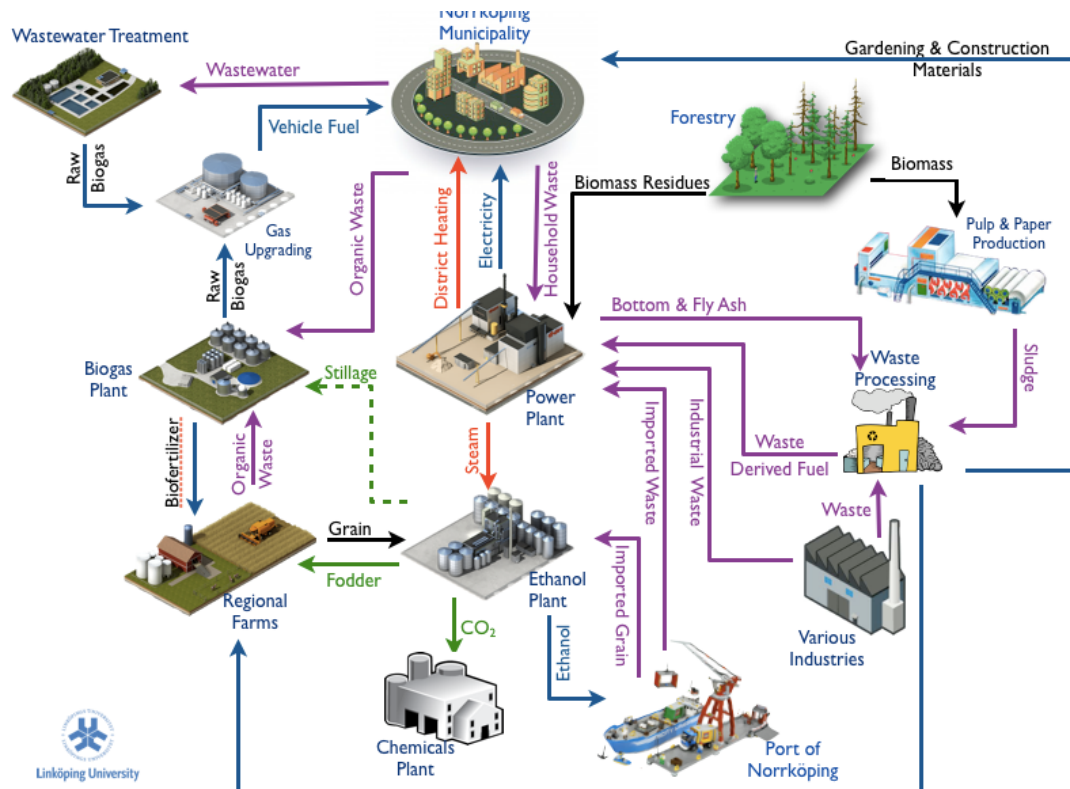 Norrköping
Municipality
Wastewater Treatment
Wastewater
Gardening & Construction
Materials
Vehicle Fuel
Forestry
Raw
Biogas
Biomass
Biomass Residues
Organic Waste
District Heating
Electricity
Household Waste
Gas
Upgrading
Pulp & Paper
Production
Raw
Biogas
Bottom & Fly Ash
Sludge
Waste
Processing
Biogas
Plant
Stillage
Power
Plant
Imported Waste
Industrial Waste
Waste
Derived Fuel
Biofertilizer
Organic
Waste
Steam
Waste
Grain
Fodder
Ethanol
Plant
Regional
Farms
Imported Grain
CO₂
Ethanol
Various
Industries
Chemicals
Plant
Port of
Norrköping
LINKÖPINGS UNIVERSITET
Linköping University